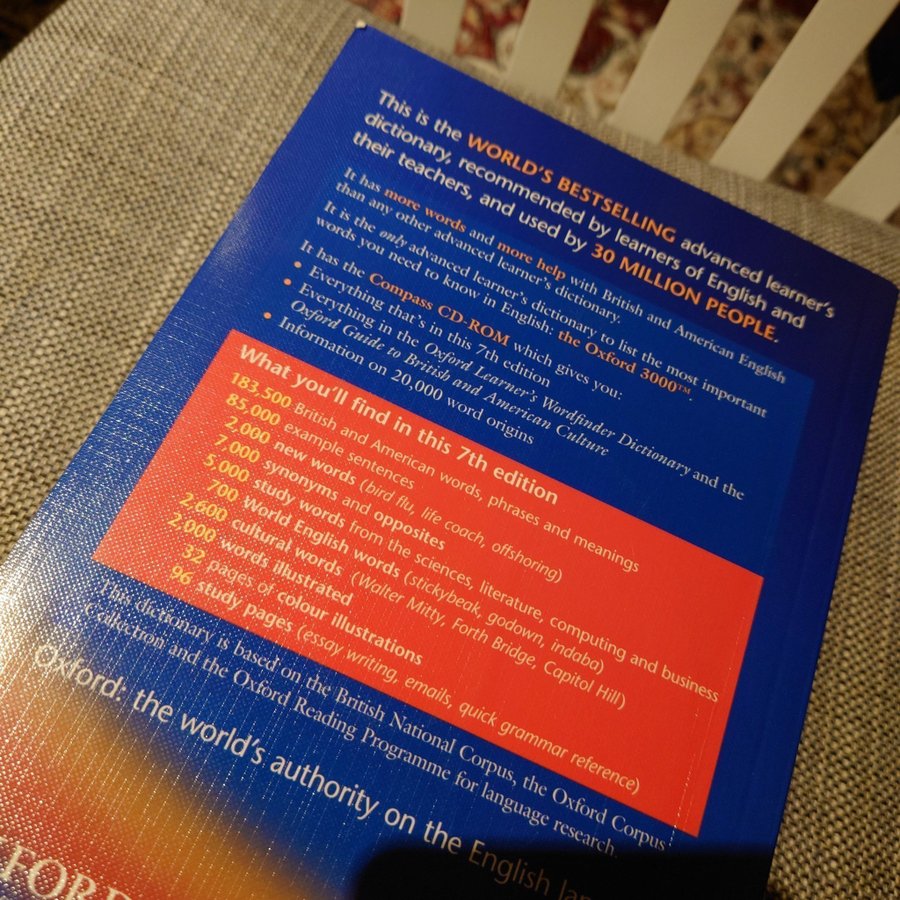 This is the WORLD'S BESTSELLING advanced learner's
dictionary, recommended by learners of English and
their teachers, and used by 30 MILLION PEOPLE.
It has more words and more help with British and American English
than any other advanced learner's dictionary.
It is the only advanced learner's dictionary to list the most important
words you need to know in English: the Oxford 3000™.
It has the Compass CD-ROM which gives you:
• Everything that's in this 7th edition
• Everything in the Oxford Learner's Wordfinder Dictionary and the
Oxford Guide to British and American Culture
• Information on 20,000 word origins
What you'll find in this 7th edition
183,500 British and American words, phrases and meanings
85,000 example sentences
2,000 new words (bird flu, life coach, offshoring)
7,000 synonyms and opposites
5,000 study words from the sciences, literature, computing and business
700 World English words (stickybeak, godown, indaba)
2,600 cultural words (Walter Mitty, Forth Bridge, Capitol Hill)
2,000 words illustrated
32 pages of colour illustrations
96 study pages (essay writing, emails, quick grammar reference)
This dictionary is based on the British National Corpus, the Oxford Corpus
Collection and the Oxford Reading Programme for language research.
Oxford: the world's authority on the English